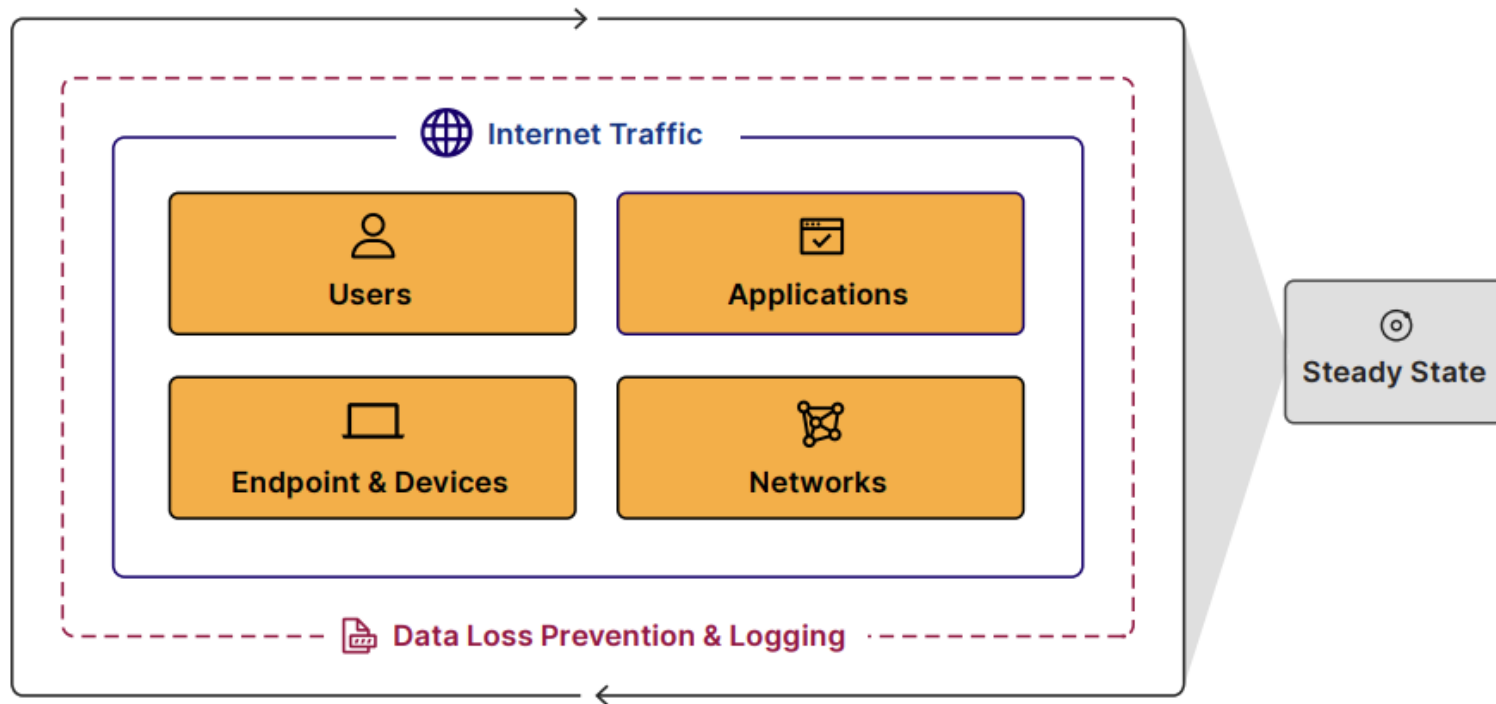 Internet Traffic
Users
Applications
Endpoint & Devices
Networks
Steady State
Data Loss Prevention & Logging